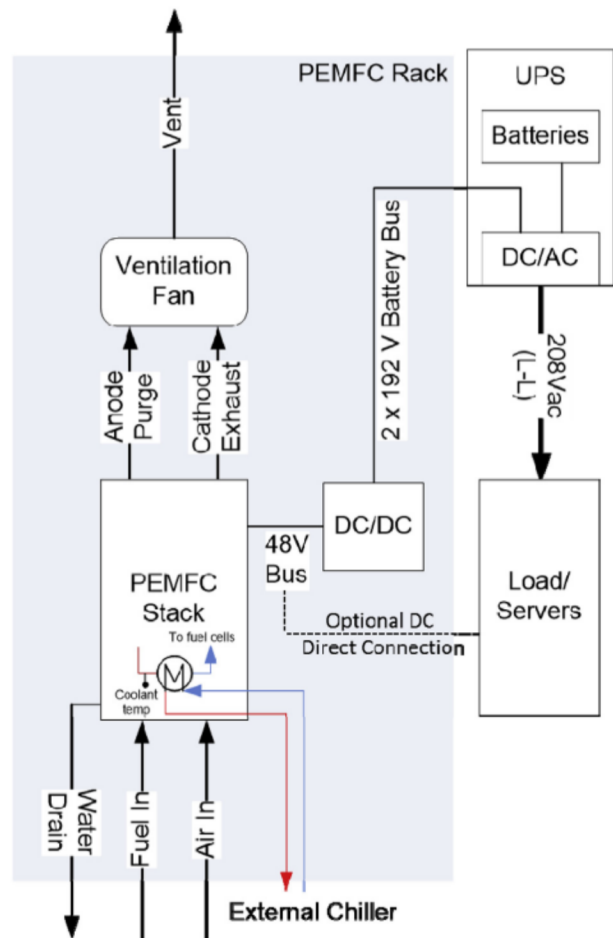 PEMFC Rack
UPS
Batteries
DC/AC
Vent
Ventilation
Fan
2 x 192 V Battery Bus
208Vac
(L-L)
Anode
Purge
Cathode
Exhaust
DC/DC
48V
Bus
PEMFC
Stack
To fuel cells
M
Coolant
temp
Optional DC
Direct Connection
Load/
Servers
Water
Drain
Fuel In
Air In
External Chiller